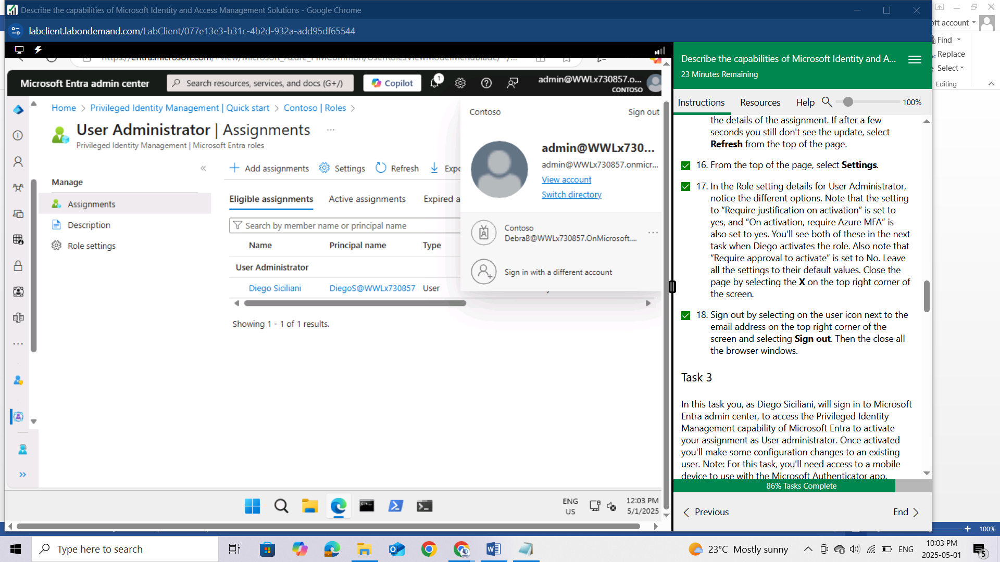 Describe the capabilities of Microsoft Identity and Access Management Solutions - Google Chrome
labclient.labondemand.com/LabClient/077e13e3-b31c-4b2d-932a-add95df65544
oft account
Find
Replace
Select
Editing
Describe the capabilities of Microsoft Identity and A...
23 Minutes Remaining
Instructions
Resources
Help
100%
https://entra.microsoft.com/#view/Microsoft_Azure_PIMCommon/UserRolesViewModelMenuBlade/~/...
Microsoft Entra admin center
Search resources, services, and docs (G+/)
Copilot
1
admin@WWLx730857.o...
CONTOSO
Home > Privileged Identity Management | Quick start > Contoso | Roles >
User Administrator | Assignments ...
Privileged Identity Management | Microsoft Entra roles
Manage
Assignments
Description
Role settings
Add assignments
Settings
Refresh
Expo
Eligible assignments
Active assignments
Expired a
Search by member name or principal name
Name
Principal name
Type
User Administrator
Diego Siciliani
DiegoS@WWLx730857
User
Showing 1 - 1 of 1 results.
Contoso
Sign out
admin@WWLx730...
admin@WWLx730857.onmicr...
View account
Switch directory
Contoso
DebraB@WWLx730857.OnMicrosoft....
Sign in with a different account
the details of the assignment. If after a few
seconds you still don't see the update, select
Refresh from the top of the page.
16. From the top of the page, select Settings.
17. In the Role setting details for User Administrator,
notice the different options. Note that the setting
to “Require justification on activation” is set to
yes, and “On activation, require Azure MFA” is
also set to yes. You'll see both of these in the next
task when Diego activates the role. Also note that
“Require approval to activate” is set to No. Leave
all the settings to their default values. Close the
page by selecting the X on the top right corner of
the screen.
18. Sign out by selecting on the user icon next to the
email address on the top right corner of the
screen and selecting Sign out. Then the close all
the browser windows.
Task 3
In this task you, as Diego Siciliani, will sign in to Microsoft
Entra admin center, to access the Privileged Identity
Management capability of Microsoft Entra to activate
your assignment as User administrator. Once activated
you'll make some configuration changes to an existing
user. Note: For this task, you'll need access to a mobile
device to use with the Microsoft Authenticator app.
86% Tasks Complete
Previous
End
ENG
US
12:03 PM
5/1/2025
100%
Type here to search
23°C Mostly sunny
ENG
10:03 PM
2025-05-01
5